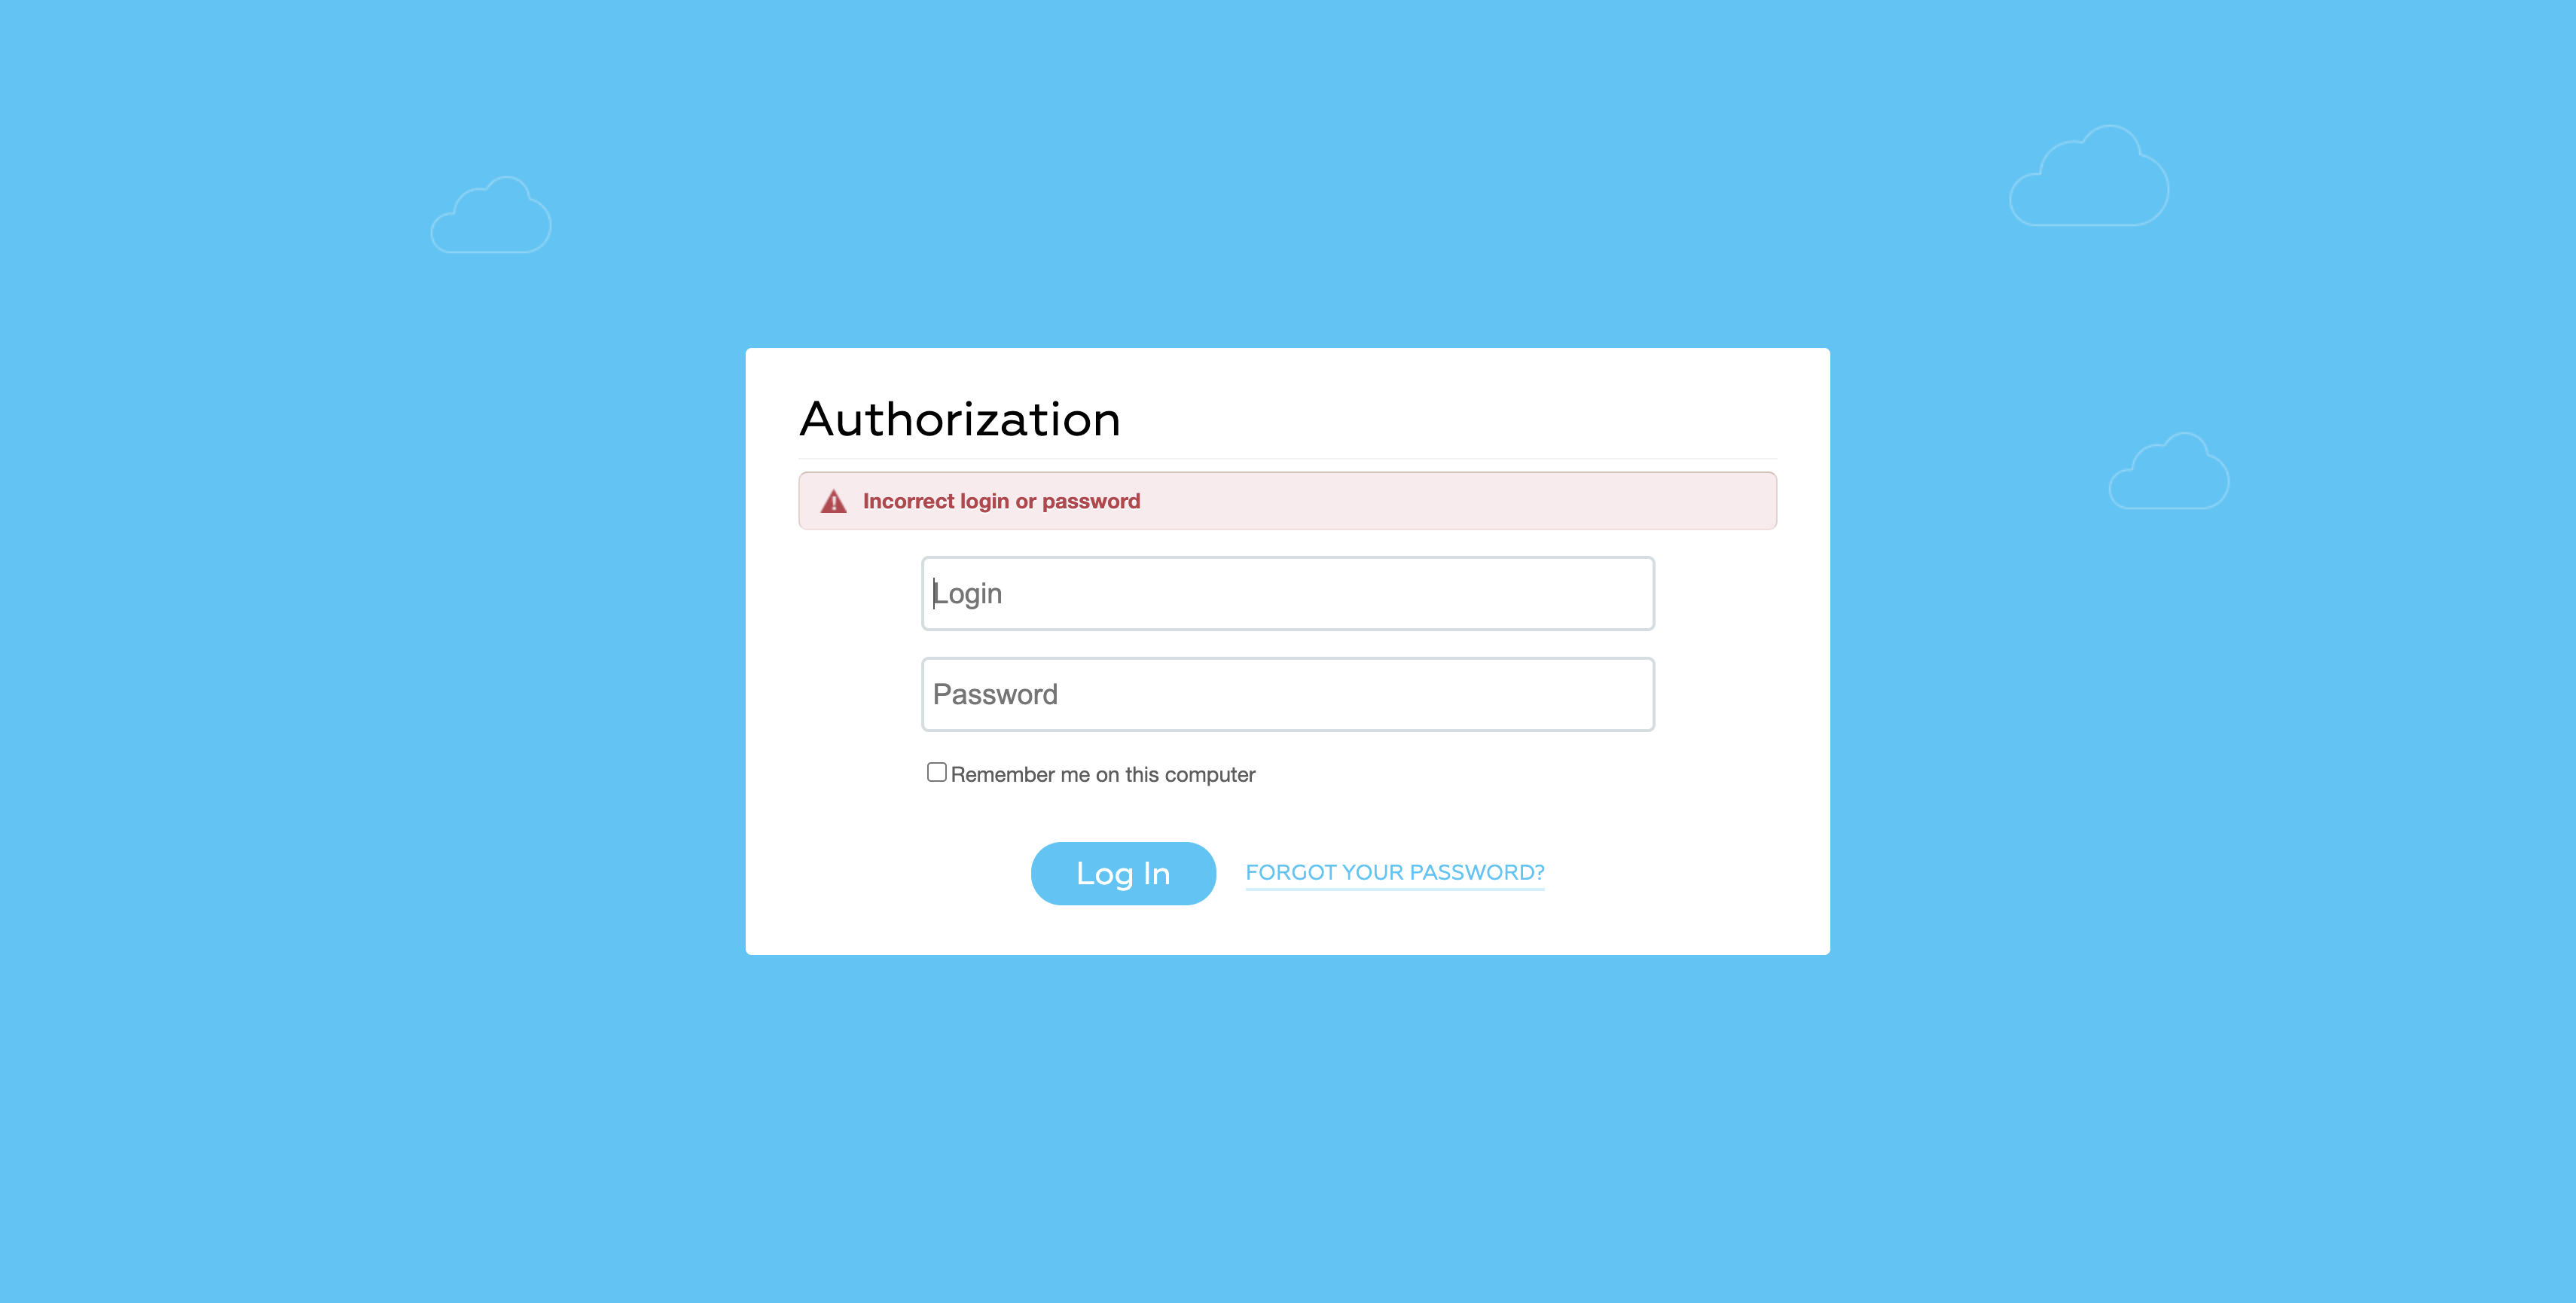 Authorization
Incorrect login or password
Login
Password
Remember me on this computer
Log In
FORGOT YOUR PASSWORD?